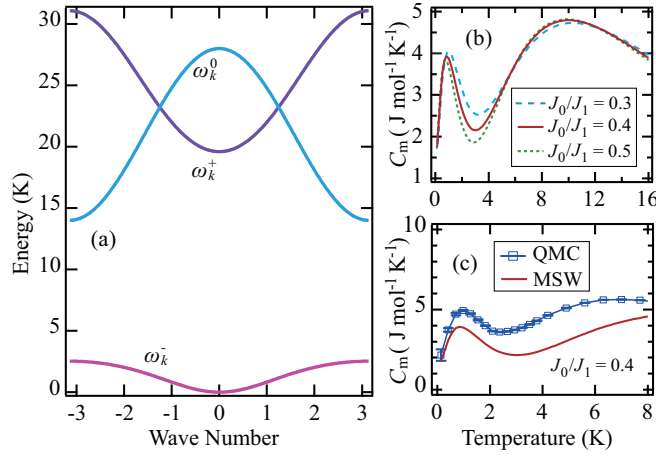 30
25
20
15
10
5
0
Energy (K)
ω_k^0
ω_k^+
(a)
ω_k^-
-3 -2 -1 0 1 2 3
Wave Number
5
4
3
2
1
C_m ( J mol^-1 K^-1)
(b)
J_0/J_1 = 0.3
J_0/J_1 = 0.4
J_0/J_1 = 0.5
0 4 8 12 16
10
5
0
C_m ( J mol^-1 K^-1)
(c)
QMC
MSW
J_0/J_1 = 0.4
0 2 4 6 8
Temperature (K)